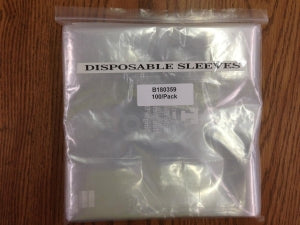 DISPOSABLE SLEEVES
B180359
100/Pack